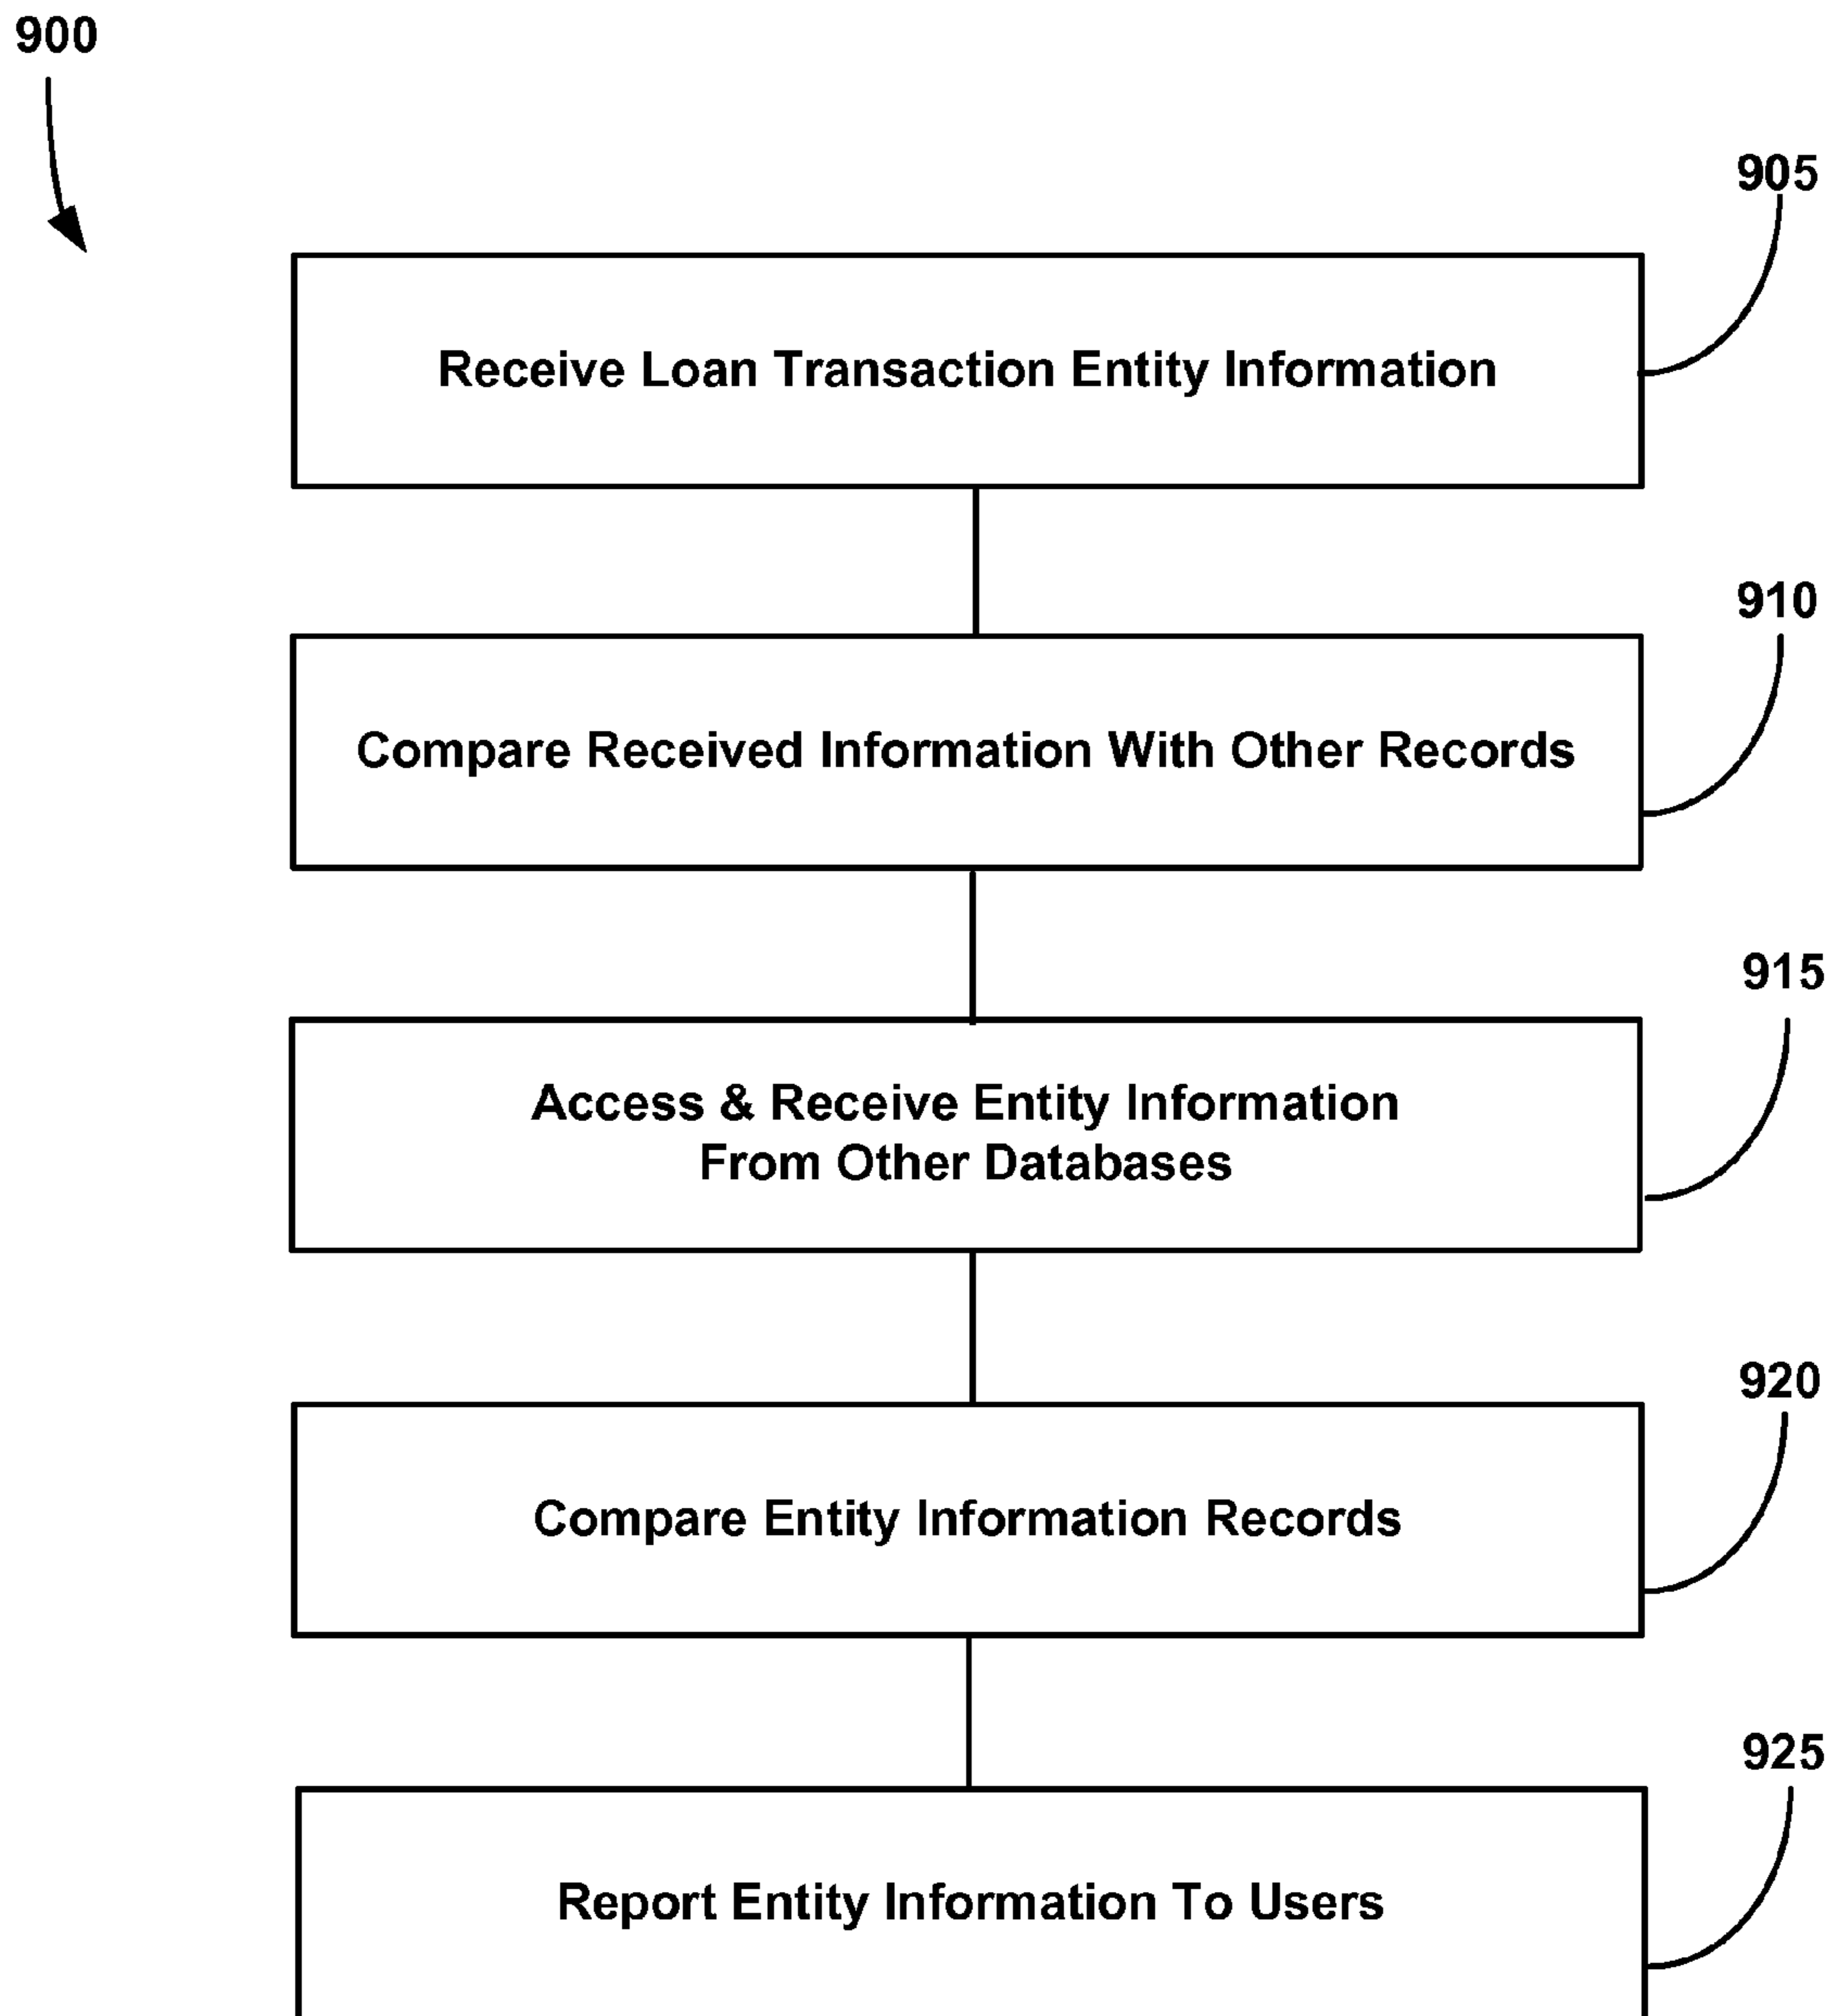 900
905
Receive Loan Transaction Entity Information
910
Compare Received Information With Other Records
915
Access & Receive Entity Information
From Other Databases
920
Compare Entity Information Records
925
Report Entity Information To Users